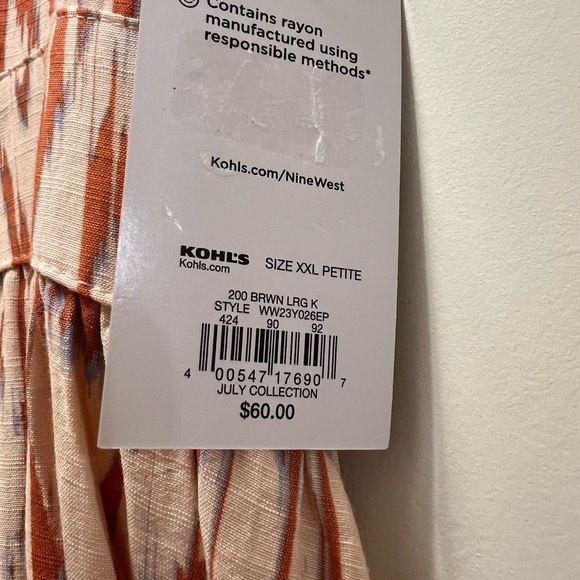 Contains rayon
manufactured using
responsible methods*
Kohls.com/NineWest
KOHL'S
Kohls.com
SIZE XXL PETITE
200 BRWN LRG K
STYLE WW23Y026EP
424 90 92
4 00547 17690 7
JULY COLLECTION
$60.00